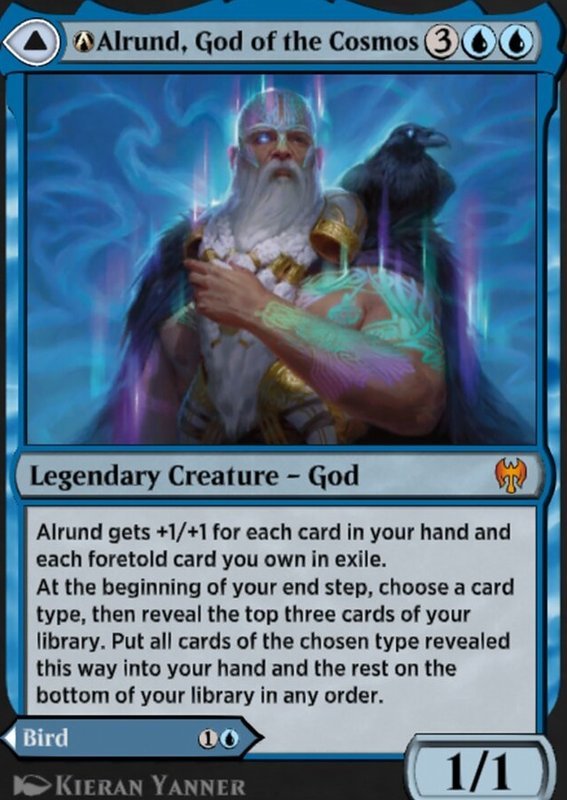 Alrund, God of the Cosmos 3
Legendary Creature – God
Alrund gets +1/+1 for each card in your hand and
each foretold card you own in exile.
At the beginning of your end step, choose a card
type, then reveal the top three cards of your
library. Put all cards of the chosen type revealed
this way into your hand and the rest on the
bottom of your library in any order.
Bird 1
1/1
Kieran Yanner